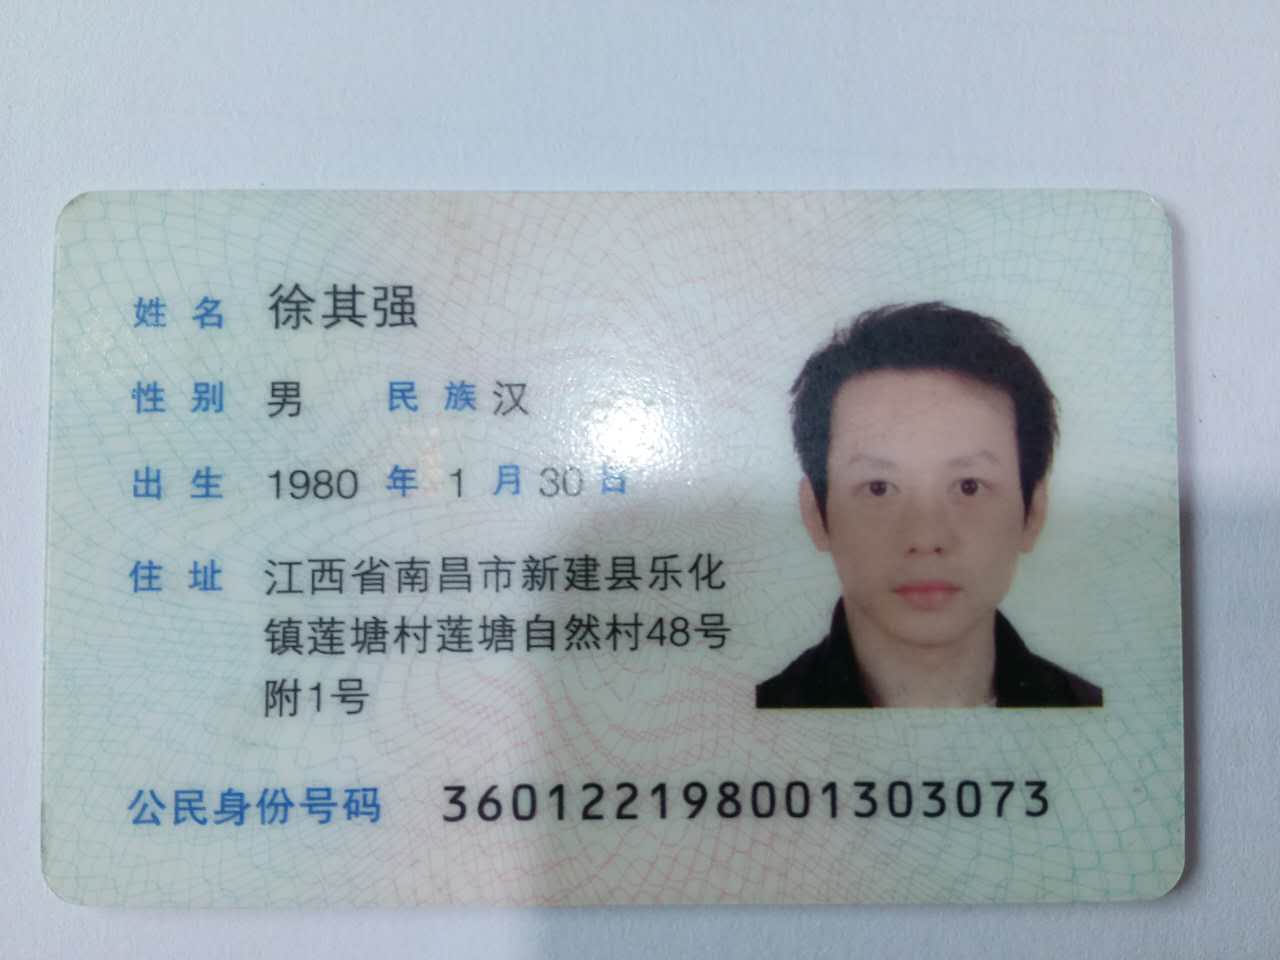 姓名 徐其强
性别 男 民族 汉
出生 1980 年 1 月 30 日
住址 江西省南昌市新建县乐化
镇莲塘村莲塘自然村48号
附1号
公民身份号码 360122198001303073